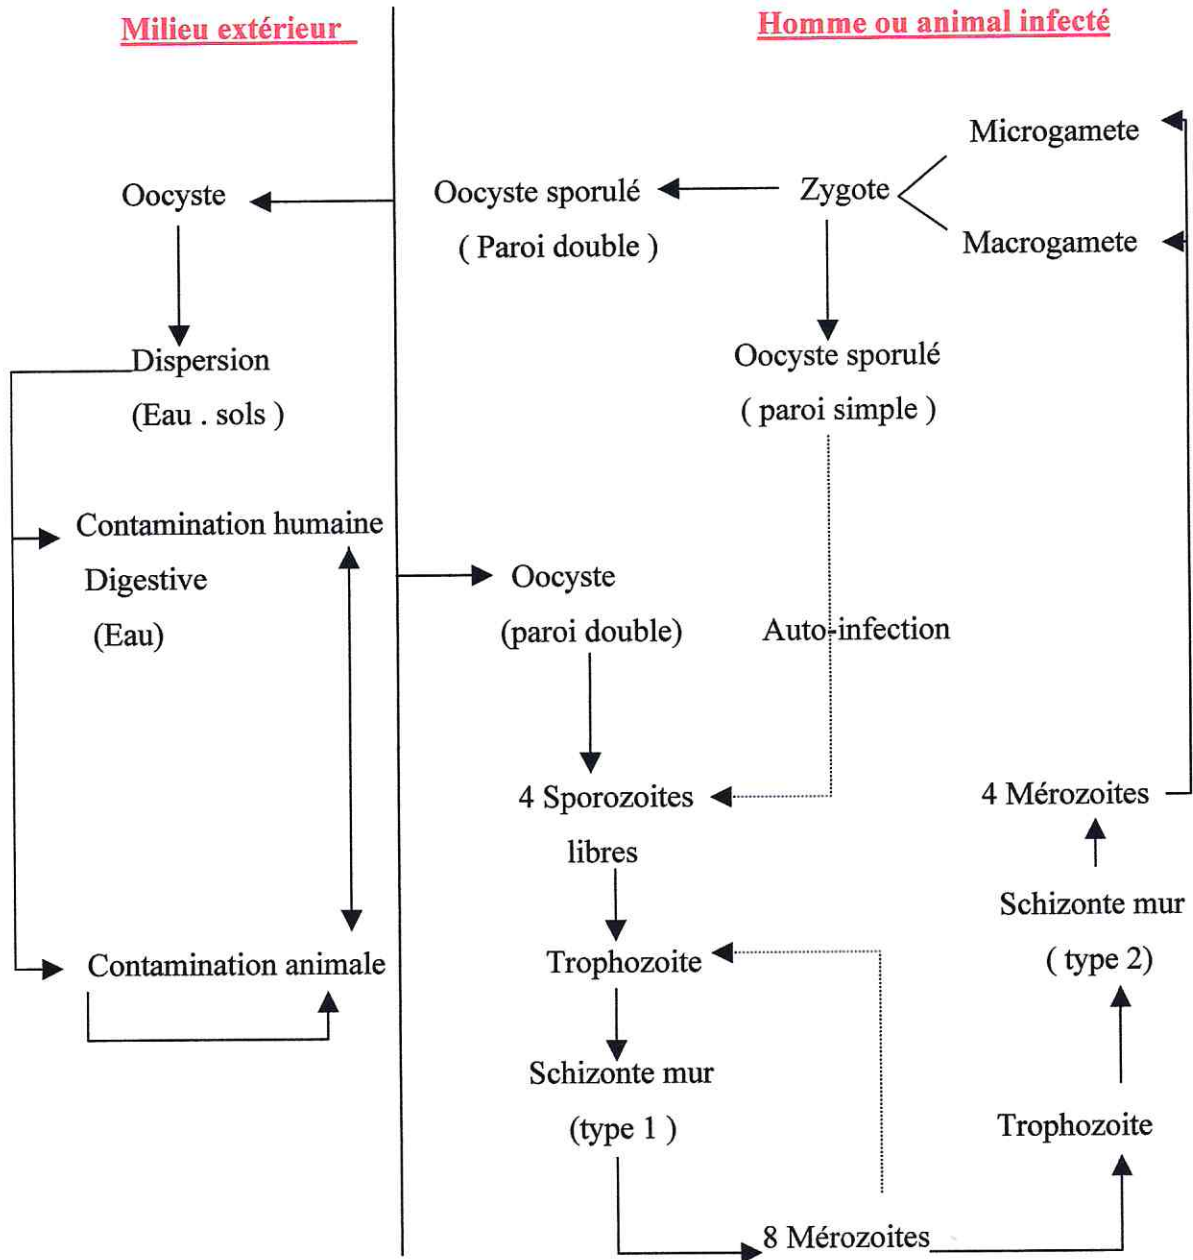 Milieu extérieur
Homme ou animal infecté
Microgamete
Oocyste
Oocyste sporulé
( Paroi double )
Zygote
Macrogamete
Dispersion
(Eau . sols )
Oocyste sporulé
( paroi simple )
Contamination humaine
Digestive
(Eau)
Oocyste
(paroi double)
Auto-infection
4 Sporozoites
libres
4 Mérozoites
Schizonte mur
( type 2)
Contamination animale
Trophozoite
Schizonte mur
(type 1 )
Trophozoite
8 Mérozoites